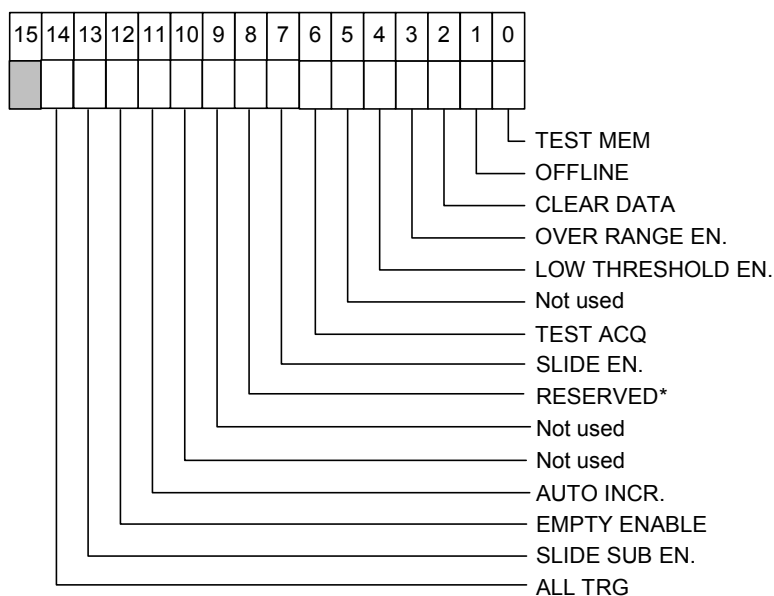 15 14 13 12 11 10 9 8 7 6 5 4 3 2 1 0
TEST MEM
OFFLINE
CLEAR DATA
OVER RANGE EN.
LOW THRESHOLD EN.
Not used
TEST ACQ
SLIDE EN.
RESERVED*
Not used
Not used
AUTO INCR.
EMPTY ENABLE
SLIDE SUB EN.
ALL TRG